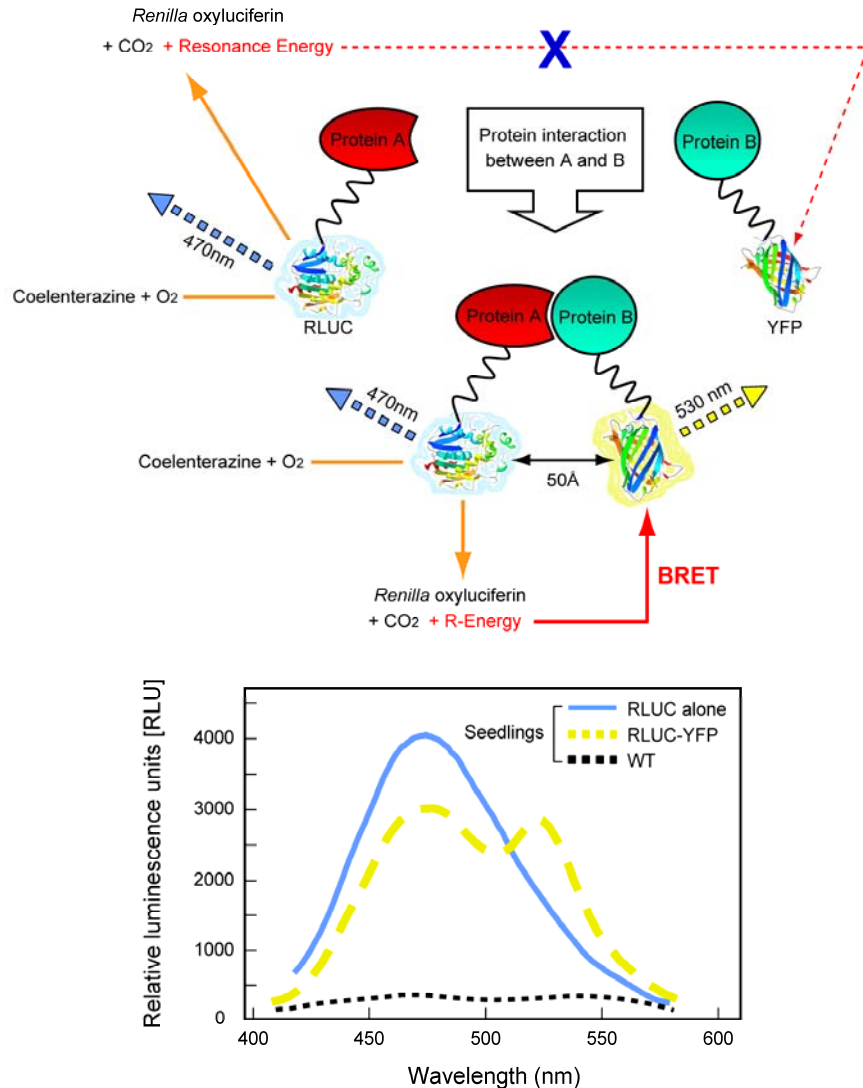 Renilla oxyluciferin
+ CO2 + Resonance Energy
X
Protein A
Protein interaction
between A and B
Protein B
470nm
Coelenterazine + O2
RLUC
YFP
Protein A
Protein B
470nm
530 nm
Coelenterazine + O2
50Å
BRET
Renilla oxyluciferin
+ CO2 + R-Energy
Relative luminescence units [RLU]
4000
3000
2000
1000
0
Seedlings
RLUC alone
RLUC-YFP
WT
400
450
500
550
600
Wavelength (nm)